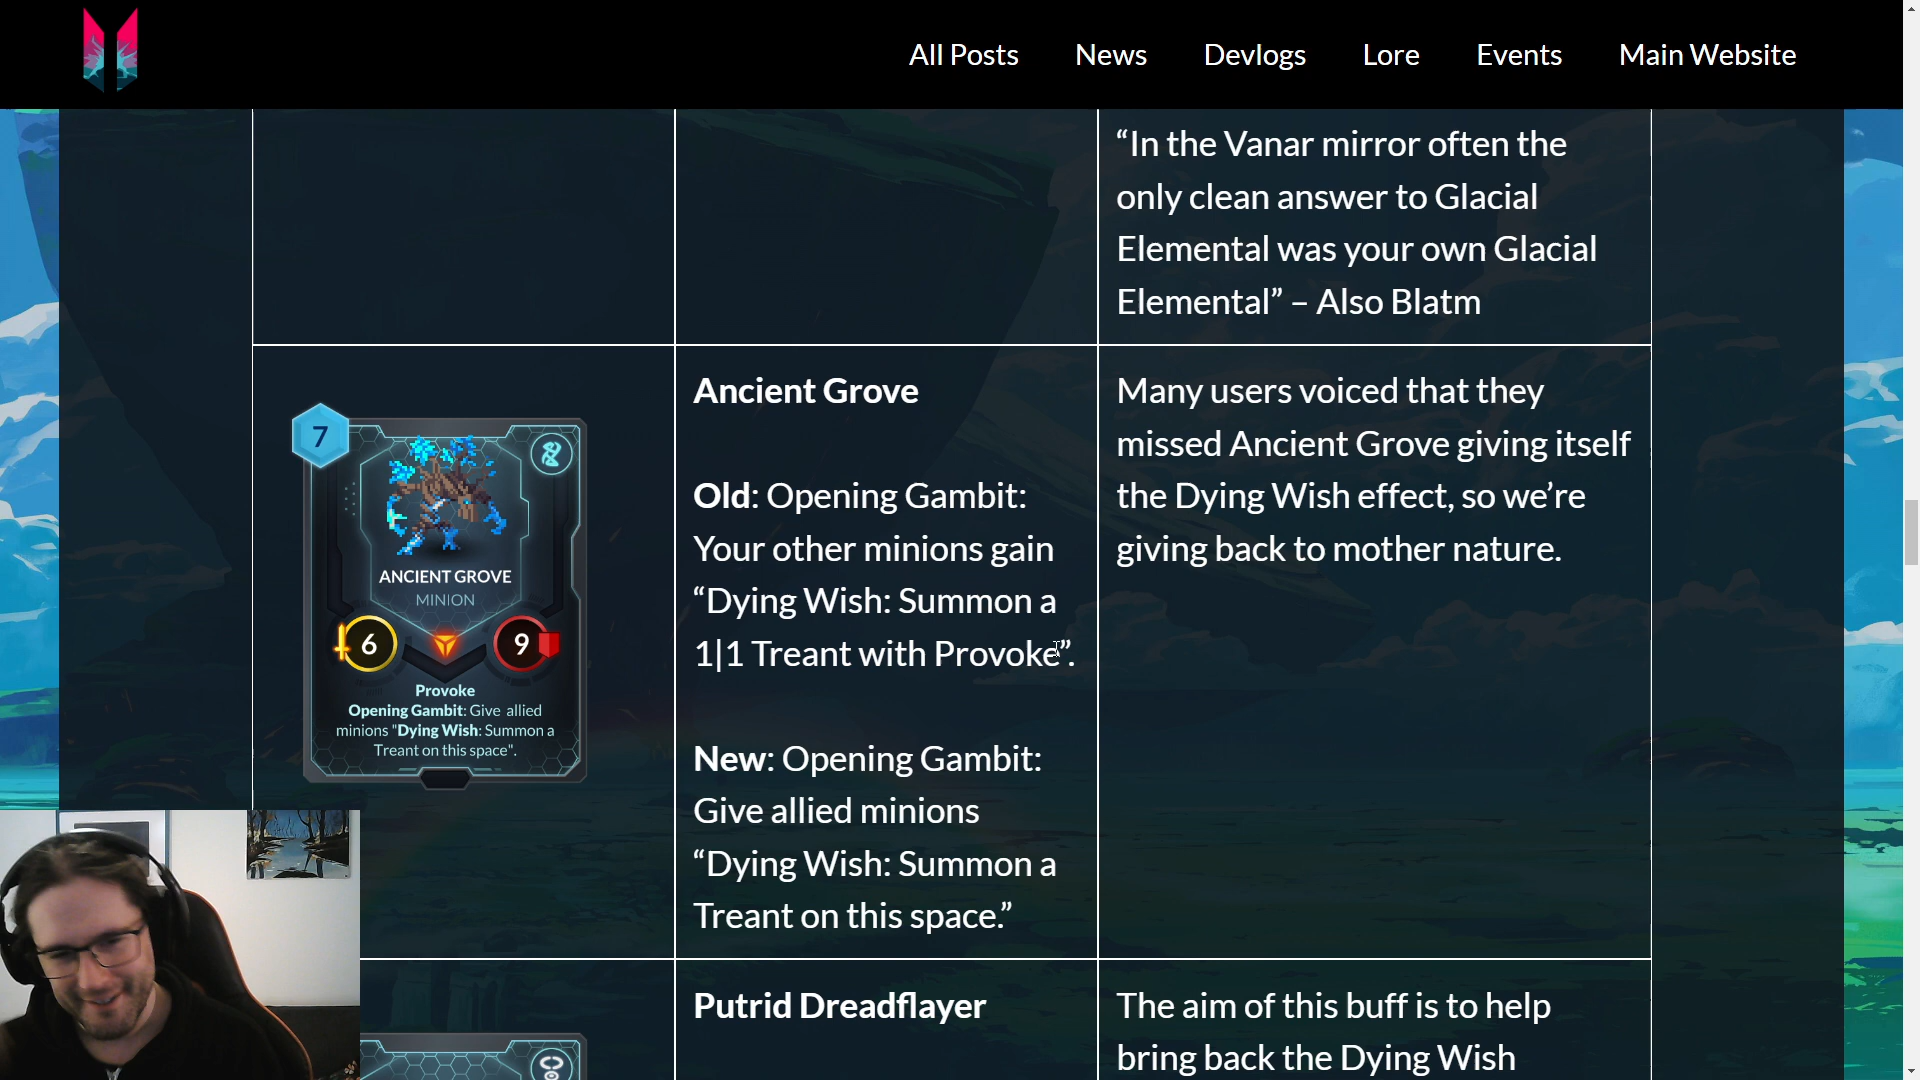 All Posts News Devlogs Lore Events Main Website
“In the Vanar mirror often the
only clean answer to Glacial
Elemental was your own Glacial
Elemental” – Also Blatm
7
ANCIENT GROVE
MINION
6
9
Provoke
Opening Gambit: Give allied
minions "Dying Wish: Summon a
Treant on this space".
Ancient Grove
Old: Opening Gambit:
Your other minions gain
“Dying Wish: Summon a
1|1 Treant with Provoke”.
New: Opening Gambit:
Give allied minions
“Dying Wish: Summon a
Treant on this space.”
Many users voiced that they
missed Ancient Grove giving itself
the Dying Wish effect, so we’re
giving back to mother nature.
Putrid Dreadflayer
The aim of this buff is to help
bring back the Dying Wish